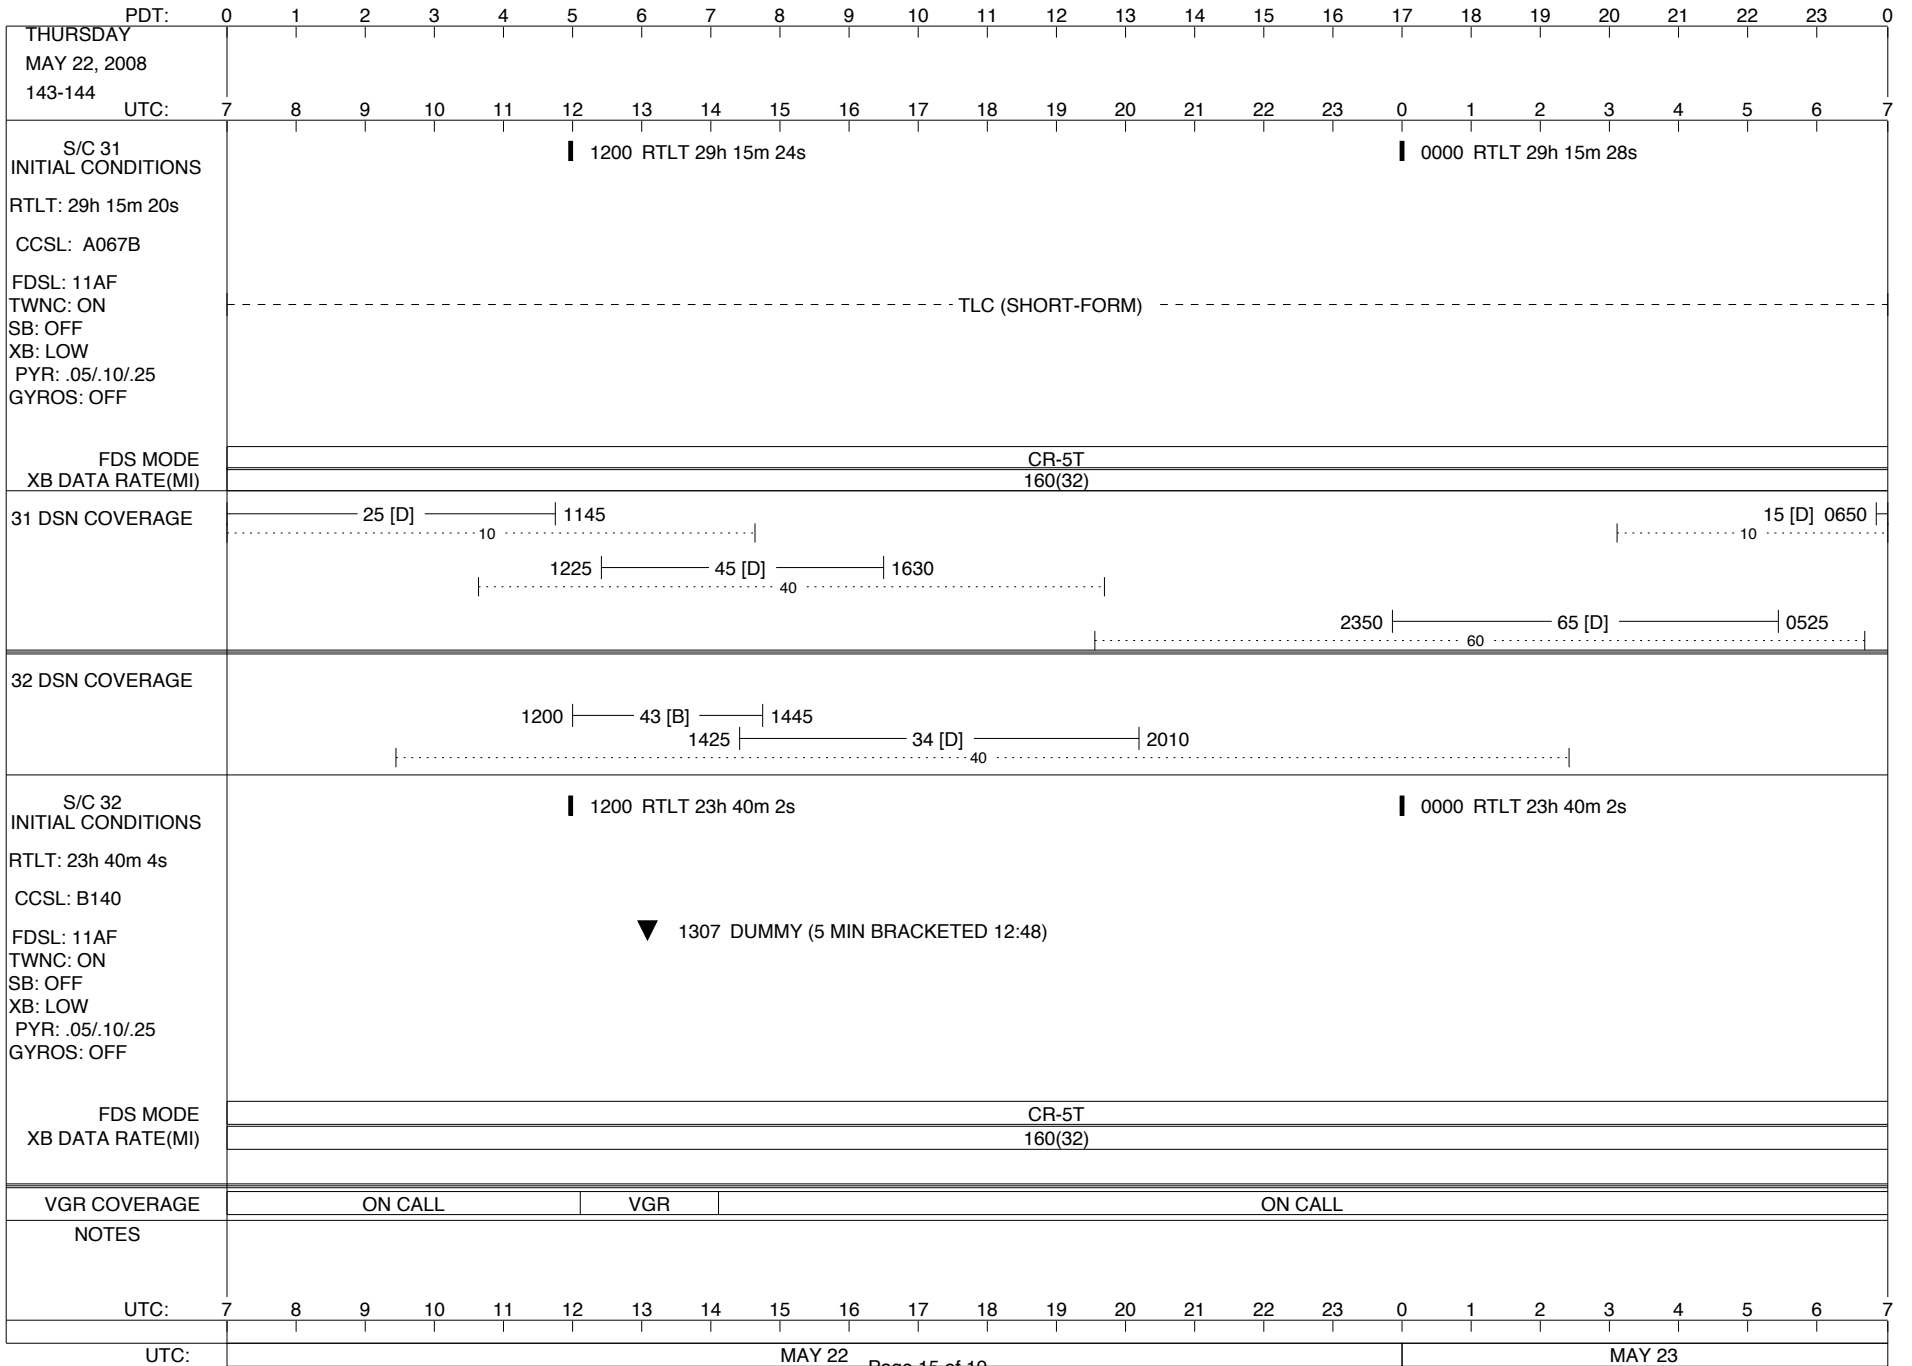 PDT: 0 1 2 3 4 5 6 7 8 9 10 11 12 13 14 15 16 17 18 19 20 21 22 23 0
THURSDAY
MAY 22, 2008
143-144
UTC: 7 8 9 10 11 12 13 14 15 16 17 18 19 20 21 22 23 0 1 2 3 4 5 6 7
S/C 31
INITIAL CONDITIONS
1200 RTLT 29h 15m 24s
0000 RTLT 29h 15m 28s
RTLT: 29h 15m 20s
CCSL: A067B
FDSL: 11AF
TWNC: ON
TLC (SHORT-FORM)
SB: OFF
XB: LOW
PYR: .05/.10/.25
GYROS: OFF
FDS MODE CR-5T
XB DATA RATE(MI) 160(32)
31 DSN COVERAGE
25 [D] 1145
15 [D] 0650
10
10
1225 45 [D] 1630
40
2350 65 [D] 0525
60
32 DSN COVERAGE
1200 43 [B] 1445
1425 34 [D] 2010
40
S/C 32
INITIAL CONDITIONS
1200 RTLT 23h 40m 2s
0000 RTLT 23h 40m 2s
RTLT: 23h 40m 4s
CCSL: B140
1307 DUMMY (5 MIN BRACKETED 12:48)
FDSL: 11AF
TWNC: ON
SB: OFF
XB: LOW
PYR: .05/.10/.25
GYROS: OFF
FDS MODE CR-5T
XB DATA RATE(MI) 160(32)
VGR COVERAGE ON CALL VGR ON CALL
NOTES
UTC: 7 8 9 10 11 12 13 14 15 16 17 18 19 20 21 22 23 0 1 2 3 4 5 6 7
UTC: MAY 22 MAY 23
Page 15 of 19